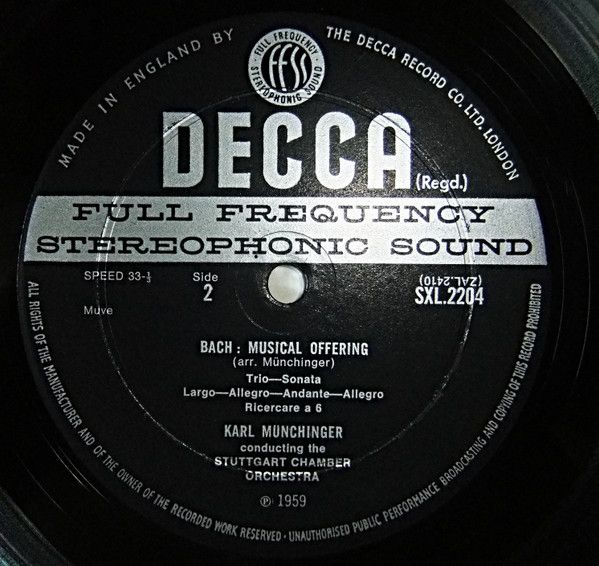 MADE IN ENGLAND BY
THE DECCA RECORD CO. LTD. LONDON
FULL FREQUENCY
FFSS
STEREOPHONIC SOUND
DECCA
(Regd.)
FULL FREQUENCY
STEREOPHONIC SOUND
SPEED 33-⅓
Side
2
(ZAL.2410)
SXL.2204
Muve
BACH : MUSICAL OFFERING
(arr. Münchinger)
Trio—Sonata
Largo—Allegro—Andante—Allegro
Ricercare a 6
KARL MÜNCHINGER
conducting the
STUTTGART CHAMBER
ORCHESTRA
℗ 1959
ALL RIGHTS OF THE MANUFACTURER AND OF THE OWNER OF THE RECORDED WORK RESERVED · UNAUTHORISED PUBLIC PERFORMANCE BROADCASTING AND COPYING OF THIS RECORD PROHIBITED